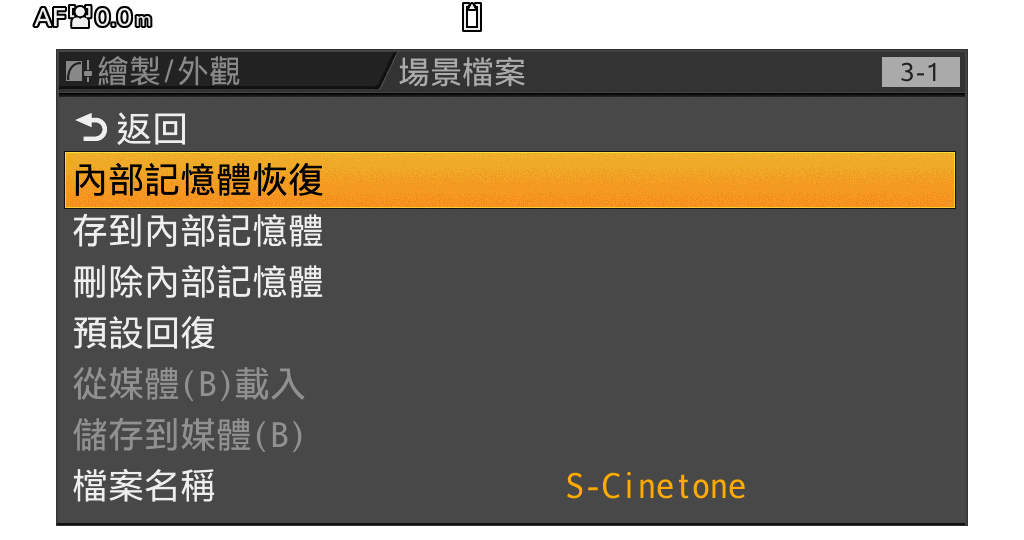 AF 0.0m
繪製/外觀 場景檔案 3-1
返回
內部記憶體恢復
存到內部記憶體
刪除內部記憶體
預設回復
從媒體(B)載入
儲存到媒體(B)
檔案名稱 S-Cinetone